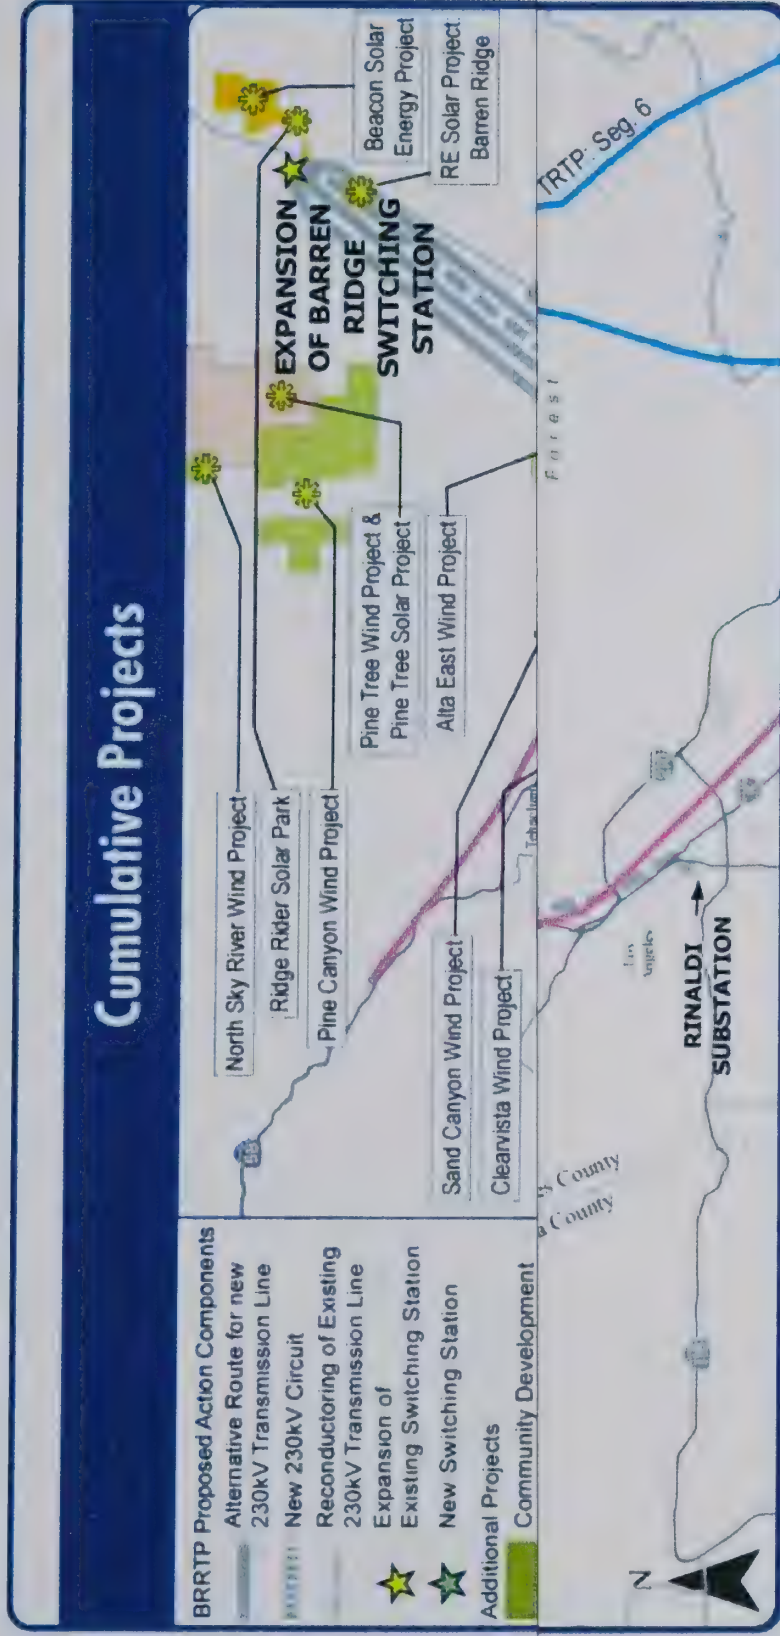 Cumulative Projects
BRRTP Proposed Action Components
Alternative Route for new
230kV Transmission Line
New 230kV Circuit
Reconductoring of Existing
230kV Transmission Line
Expansion of
Existing Switching Station
New Switching Station
Additional Projects
Community Development
North Sky River Wind Project
Ridge Rider Solar Park
Pine Canyon Wind Project
Pine Tree Wind Project &
Pine Tree Solar Project
Alta East Wind Project
Sand Canyon Wind Project
Clearvista Wind Project
EXPANSION
OF BARREN
RIDGE
SWITCHING
STATION
Beacon Solar
Energy Project
RE Solar Project:
Barren Ridge
58
Tehachapi
Forest
TRTP: Seg. 6
Los
Angeles
RINALDI
SUBSTATION
County
County
N